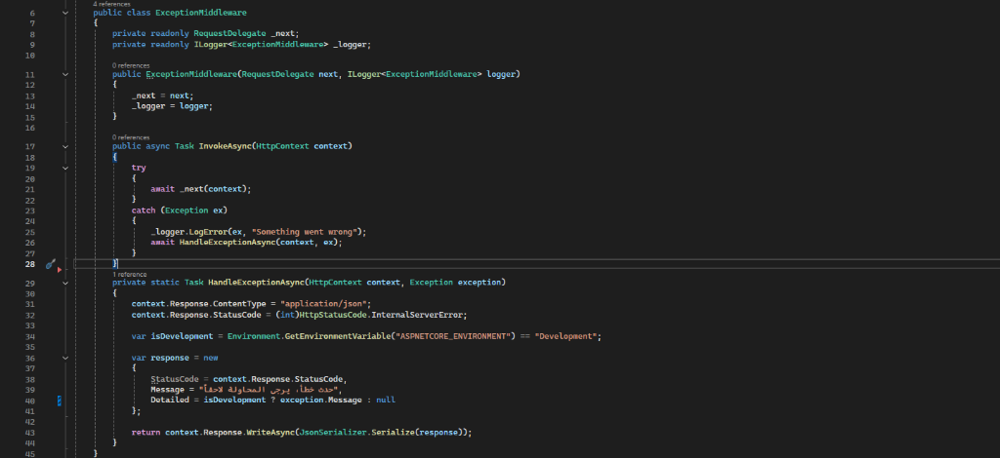 4 references
6 public class ExceptionMiddleware
7 {
8 private readonly RequestDelegate _next;
9 private readonly ILogger<ExceptionMiddleware> _logger;
10
0 references
11 public ExceptionMiddleware(RequestDelegate next, ILogger<ExceptionMiddleware> logger)
12 {
13 _next = next;
14 _logger = logger;
15 }
16
0 references
17 public async Task InvokeAsync(HttpContext context)
18 {
19 try
20 {
21 await _next(context);
22 }
23 catch (Exception ex)
24 {
25 _logger.LogError(ex, "Something went wrong");
26 await HandleExceptionAsync(context, ex);
27 }
28 }
1 reference
29 private static Task HandleExceptionAsync(HttpContext context, Exception exception)
30 {
31 context.Response.ContentType = "application/json";
32 context.Response.StatusCode = (int)HttpStatusCode.InternalServerError;
33
34 var isDevelopment = Environment.GetEnvironmentVariable("ASPNETCORE_ENVIRONMENT") == "Development";
35
36 var response = new
37 {
38 StatusCode = context.Response.StatusCode,
39 Message = "حدث خطأ، يرجى المحاولة لاحقاً",
40 Detailed = isDevelopment ? exception.Message : null
41 };
42
43 return context.Response.WriteAsync(JsonSerializer.Serialize(response));
44 }
45 }